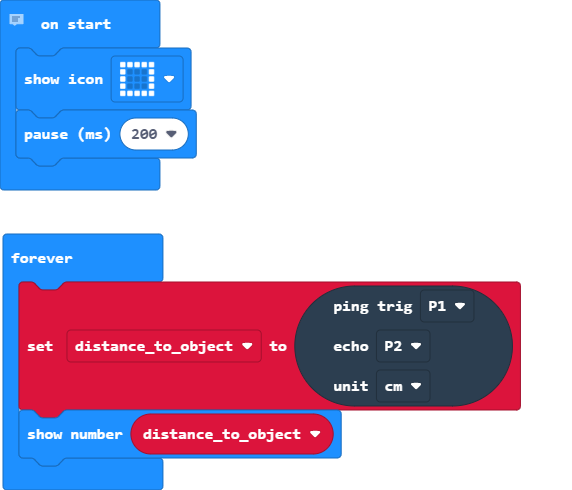 on start
show icon
pause (ms) 200
forever
ping trig P1
set distance_to_object to echo P2
unit cm
show number distance_to_object